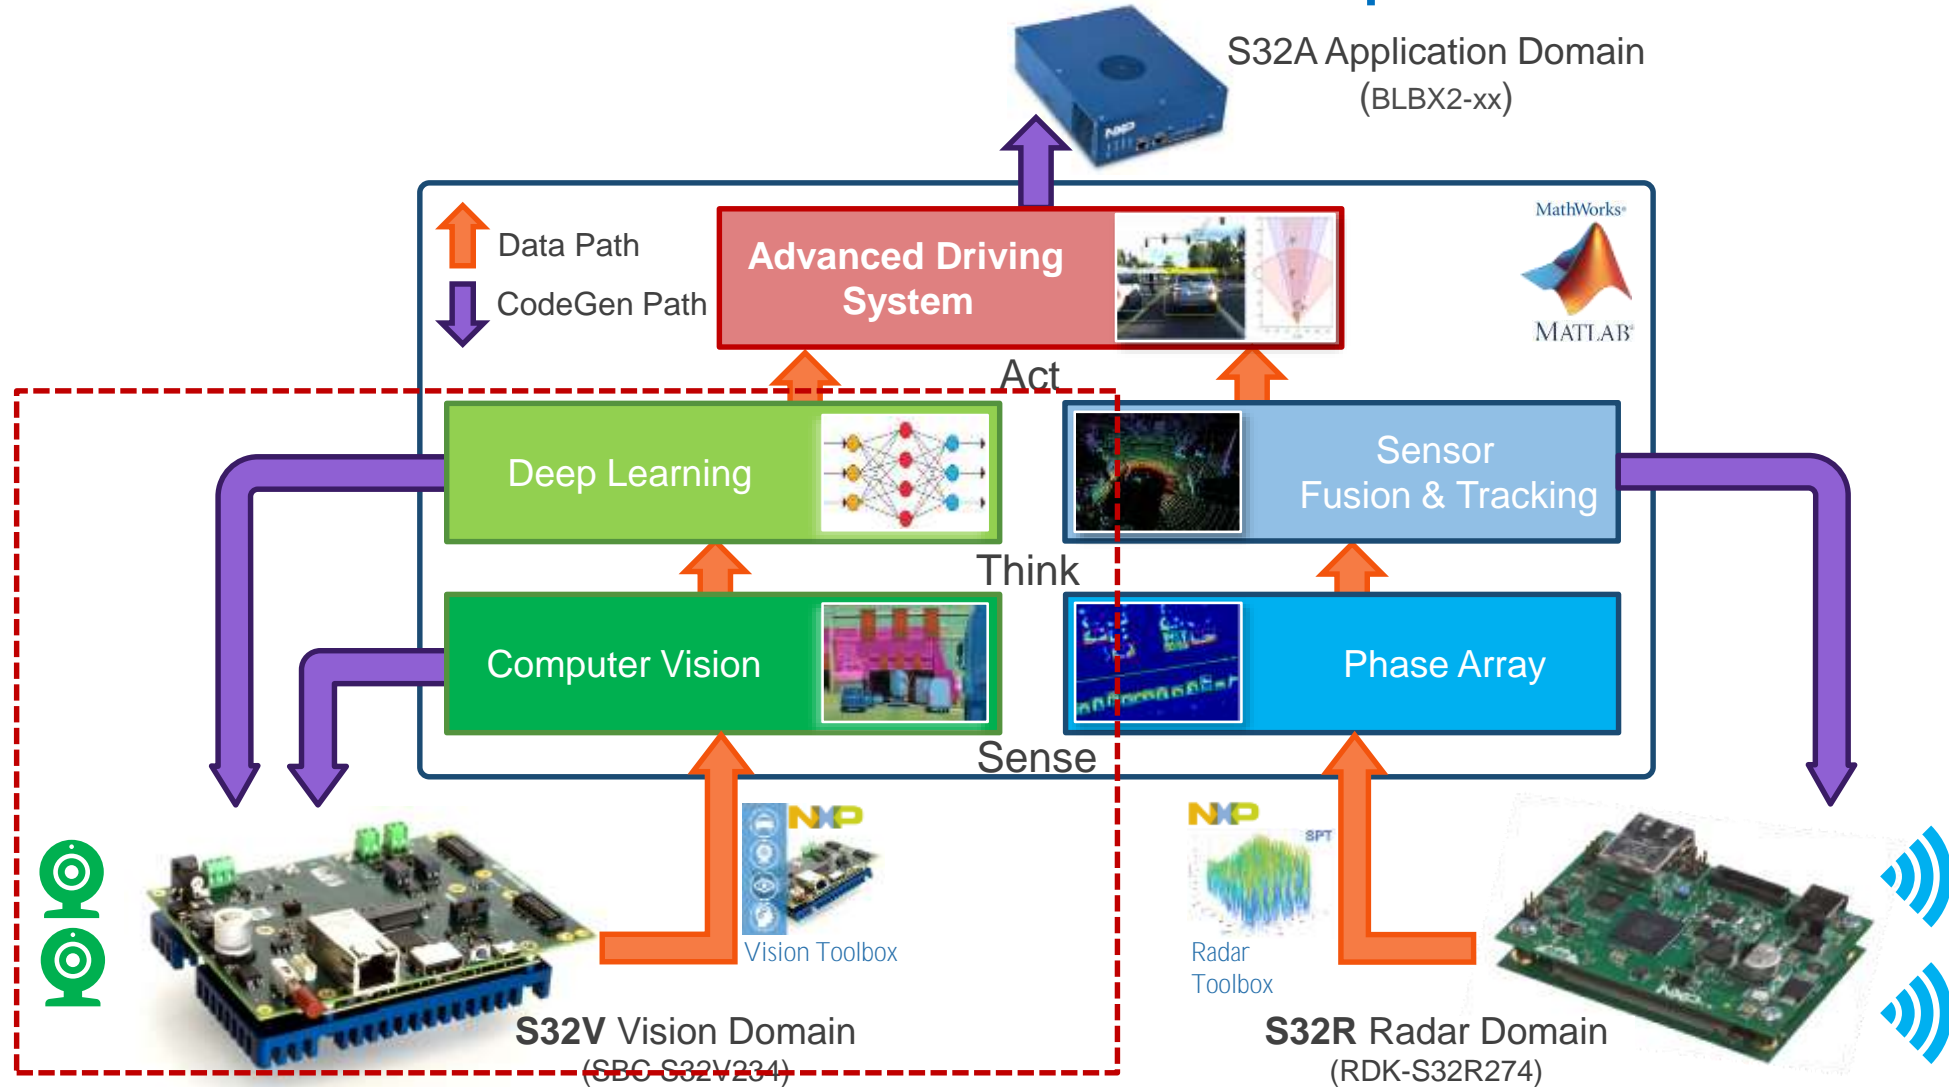 S32A Application Domain
(BLBX2-xx)
NXP
MathWorks®
MATLAB®
Data Path
CodeGen Path
Advanced Driving
System
Act
Deep Learning
Sensor
Fusion & Tracking
Think
Computer Vision
Phase Array
Sense
NXP
Vision Toolbox
NXP
SPT
Radar
Toolbox
S32V Vision Domain
(SBC-S32V234)
S32R Radar Domain
(RDK-S32R274)